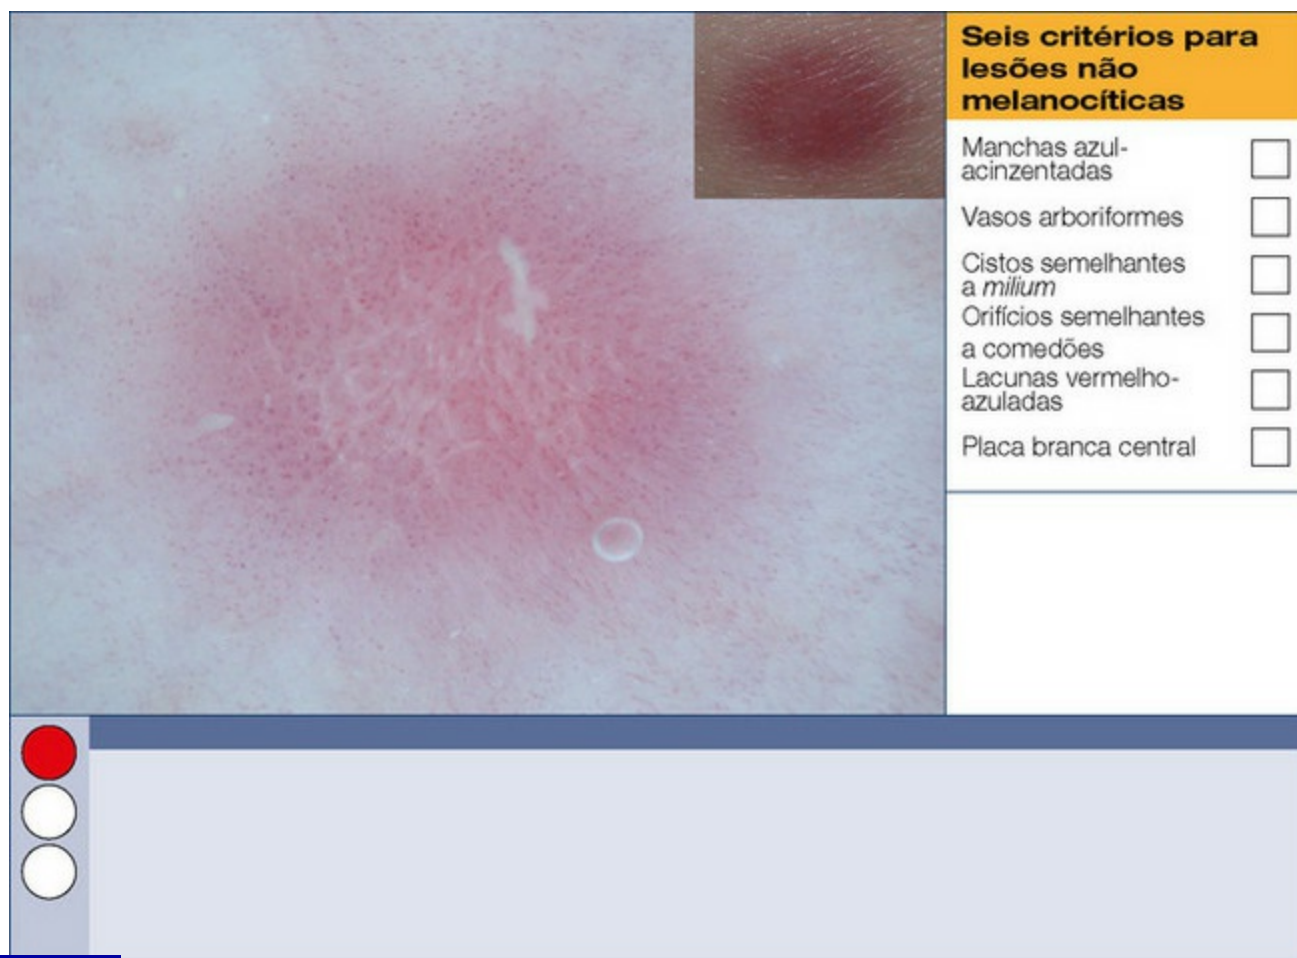 Seis critérios para
lesões não
melanocíticas
Manchas azul-
acinzentadas
Vasos arboriformes
Cistos semelhantes
a milium
Orifícios semelhantes
a comedões
Lacunas vermelho-
azuladas
Placa branca central